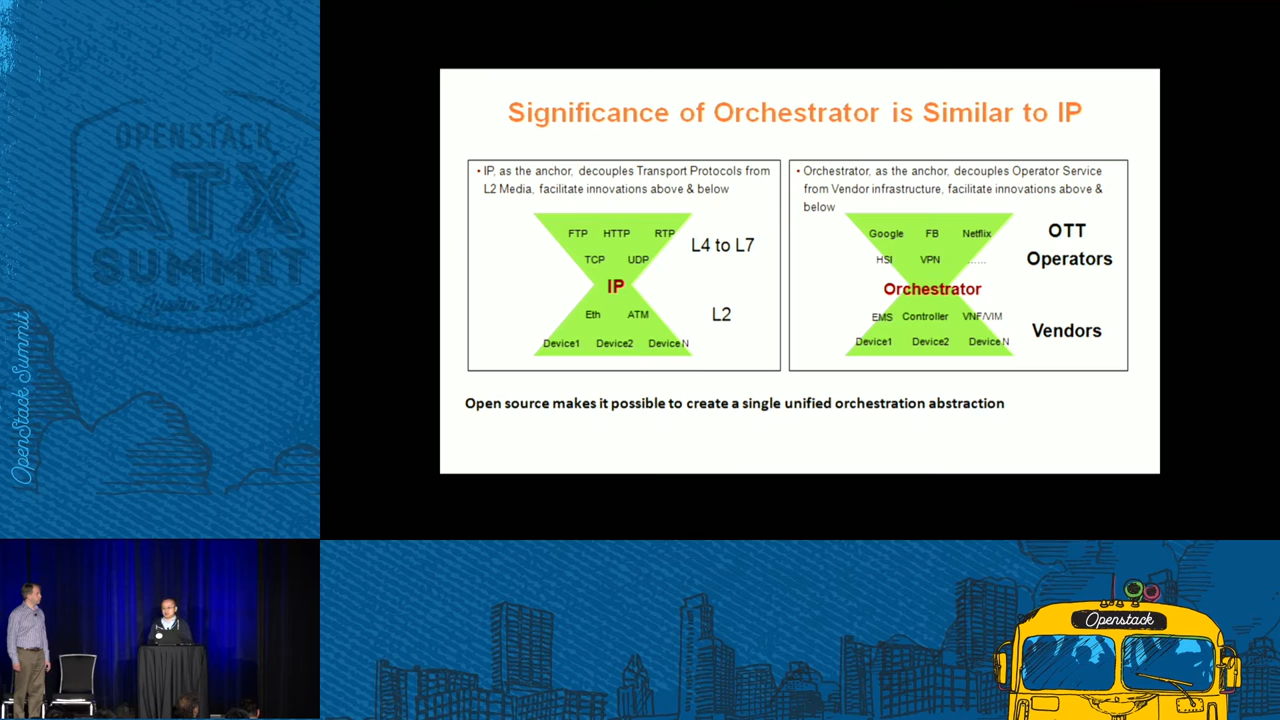 OPENSTACK
ATX
SUMMIT
OpenStack Summit
Significance of Orchestrator is Similar to IP
• IP, as the anchor, decouples Transport Protocols from
L2 Media, facilitate innovations above & below
FTP HTTP RTP
TCP UDP
L4 to L7
IP
Eth ATM
L2
Device1 Device2 Device N
• Orchestrator, as the anchor, decouples Operator Service
from Vendor infrastructure, facilitate innovations above &
below
Google FB Netflix
OTT
HSI VPN ......
Operators
Orchestrator
EMS Controller VNF/VIM
Vendors
Device1 Device2 Device N
Open source makes it possible to create a single unified orchestration abstraction
Openstack